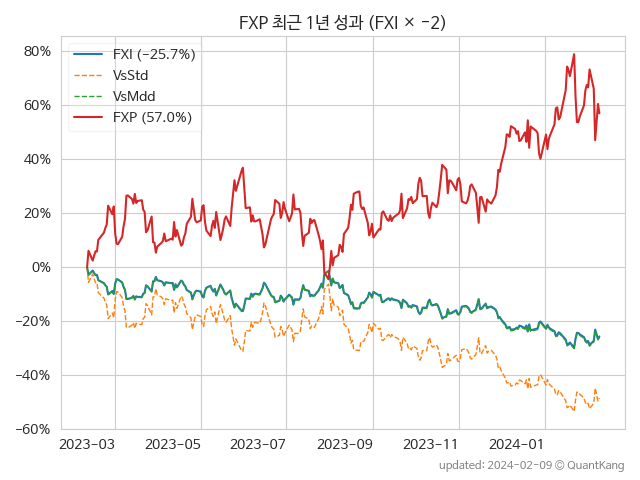 FXP 최근 1년 성과 (FXI × −2)
FXI (−25.7%)
VsStd
VsMdd
FXP (57.0%)
80%
60%
40%
20%
0%
−20%
−40%
−60%
2023-03 2023-05 2023-07 2023-09 2023-11 2024-01
updated: 2024-02-09 ⓒ QuantKang